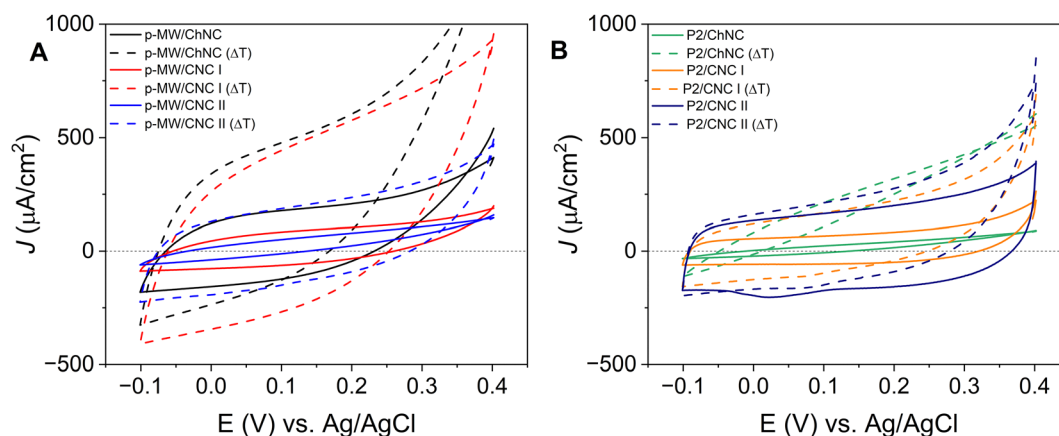 A
1000
500
0
−500
J (μA/cm²)
p-MW/ChNC
p-MW/ChNC (ΔT)
p-MW/CNC I
p-MW/CNC I (ΔT)
p-MW/CNC II
p-MW/CNC II (ΔT)
−0.1 0.0 0.1 0.2 0.3 0.4
E (V) vs. Ag/AgCl
B
1000
500
0
−500
J (μA/cm²)
P2/ChNC
P2/ChNC (ΔT)
P2/CNC I
P2/CNC I (ΔT)
P2/CNC II
P2/CNC II (ΔT)
−0.1 0.0 0.1 0.2 0.3 0.4
E (V) vs. Ag/AgCl